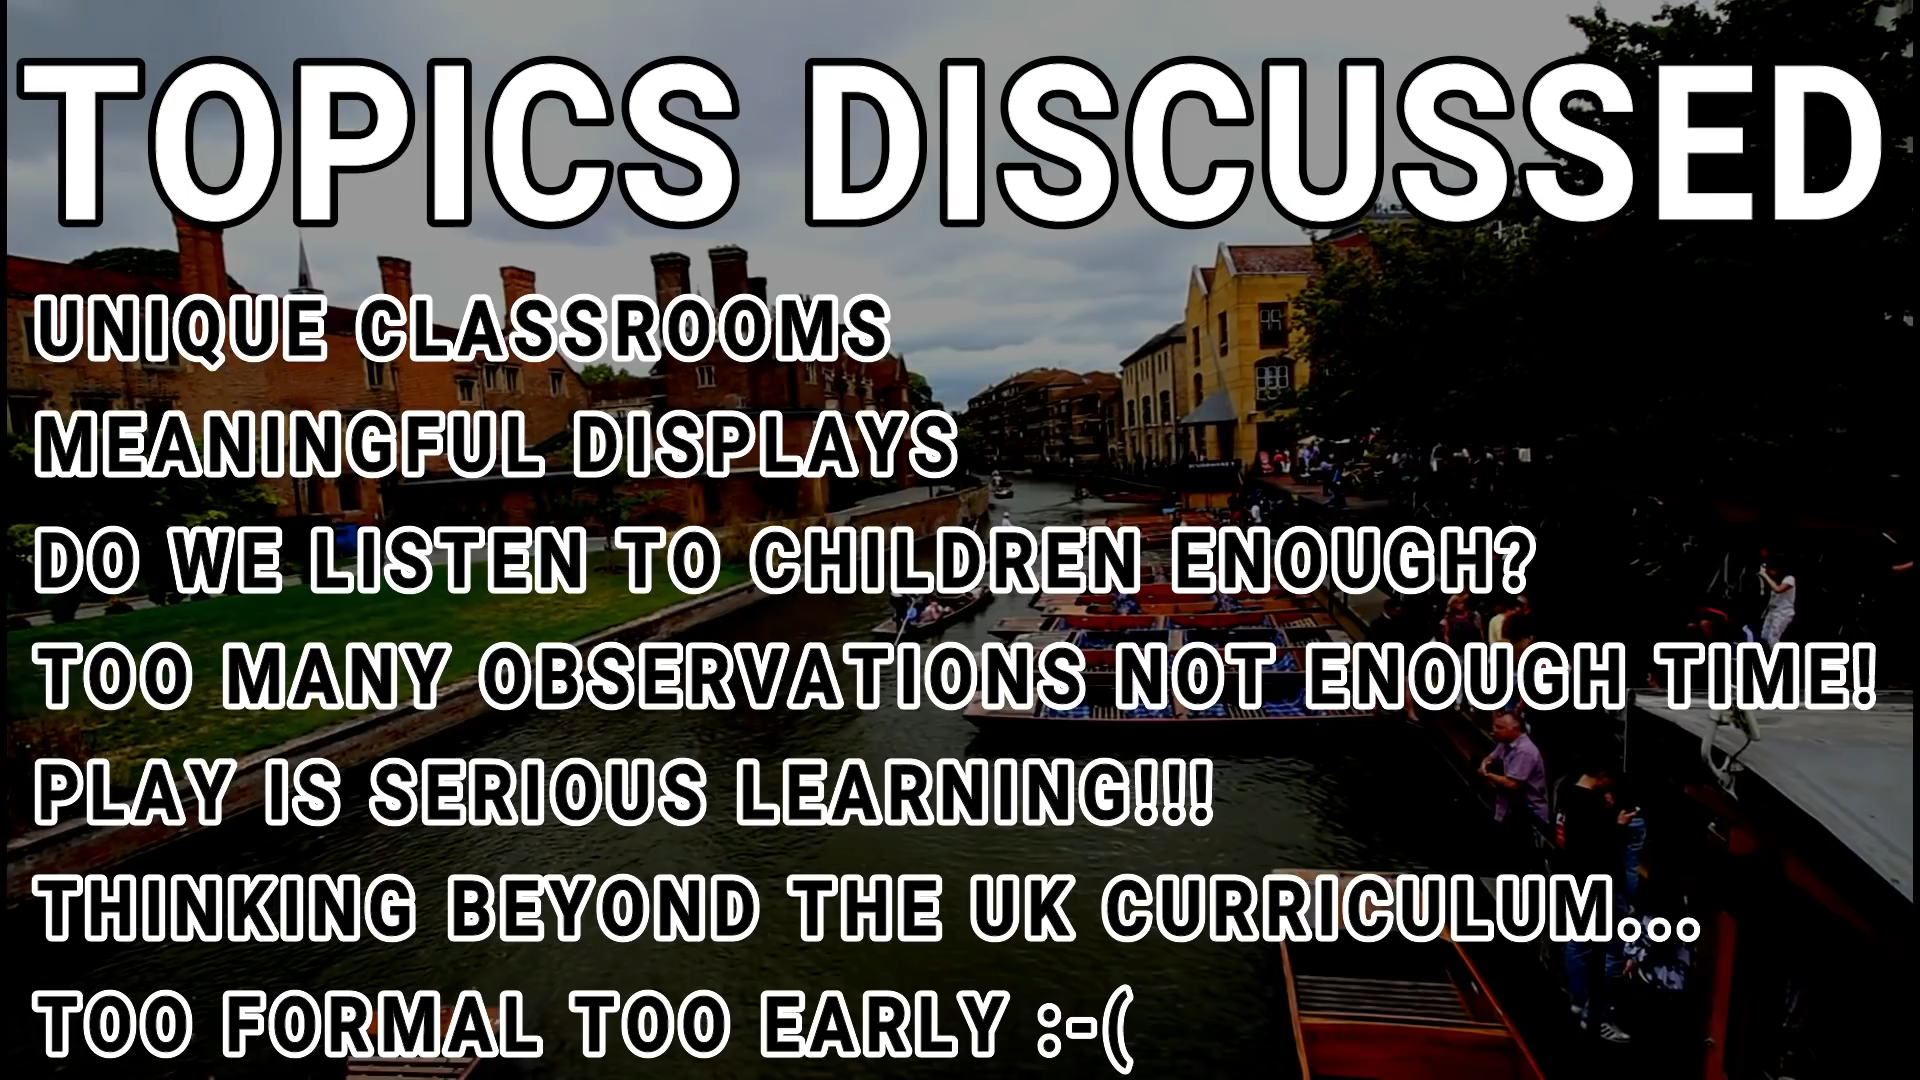 TOPICS DISCUSSED
UNIQUE CLASSROOMS
MEANINGFUL DISPLAYS
DO WE LISTEN TO CHILDREN ENOUGH?
TOO MANY OBSERVATIONS NOT ENOUGH TIME!
PLAY IS SERIOUS LEARNING!!!
THINKING BEYOND THE UK CURRICULUM...
TOO FORMAL TOO EARLY :-(